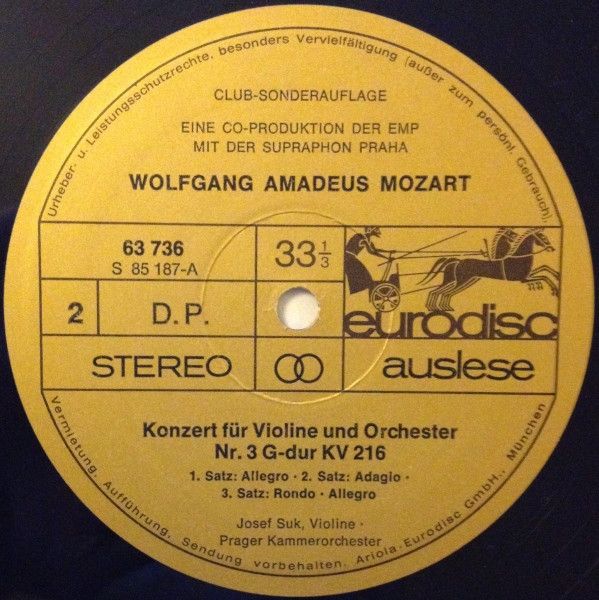 Urheber- u. Leistungsschutzrechte, besonders Vervielfältigung (außer zum persönl. Gebrauch),
CLUB-SONDERAUFLAGE
EINE CO-PRODUKTION DER EMP
MIT DER SUPRAPHON PRAHA
WOLFGANG AMADEUS MOZART
63 736
S 85 187-A
33 1/3
2
D.P.
eurodisc
STEREO
auslese
Konzert für Violine und Orchester
Nr. 3 G-dur KV 216
1. Satz: Allegro · 2. Satz: Adagio ·
3. Satz: Rondo · Allegro
Josef Suk, Violine ·
Prager Kammerorchester
Vermietung, Aufführung, Sendung vorbehalten. Ariola-Eurodisc GmbH., München